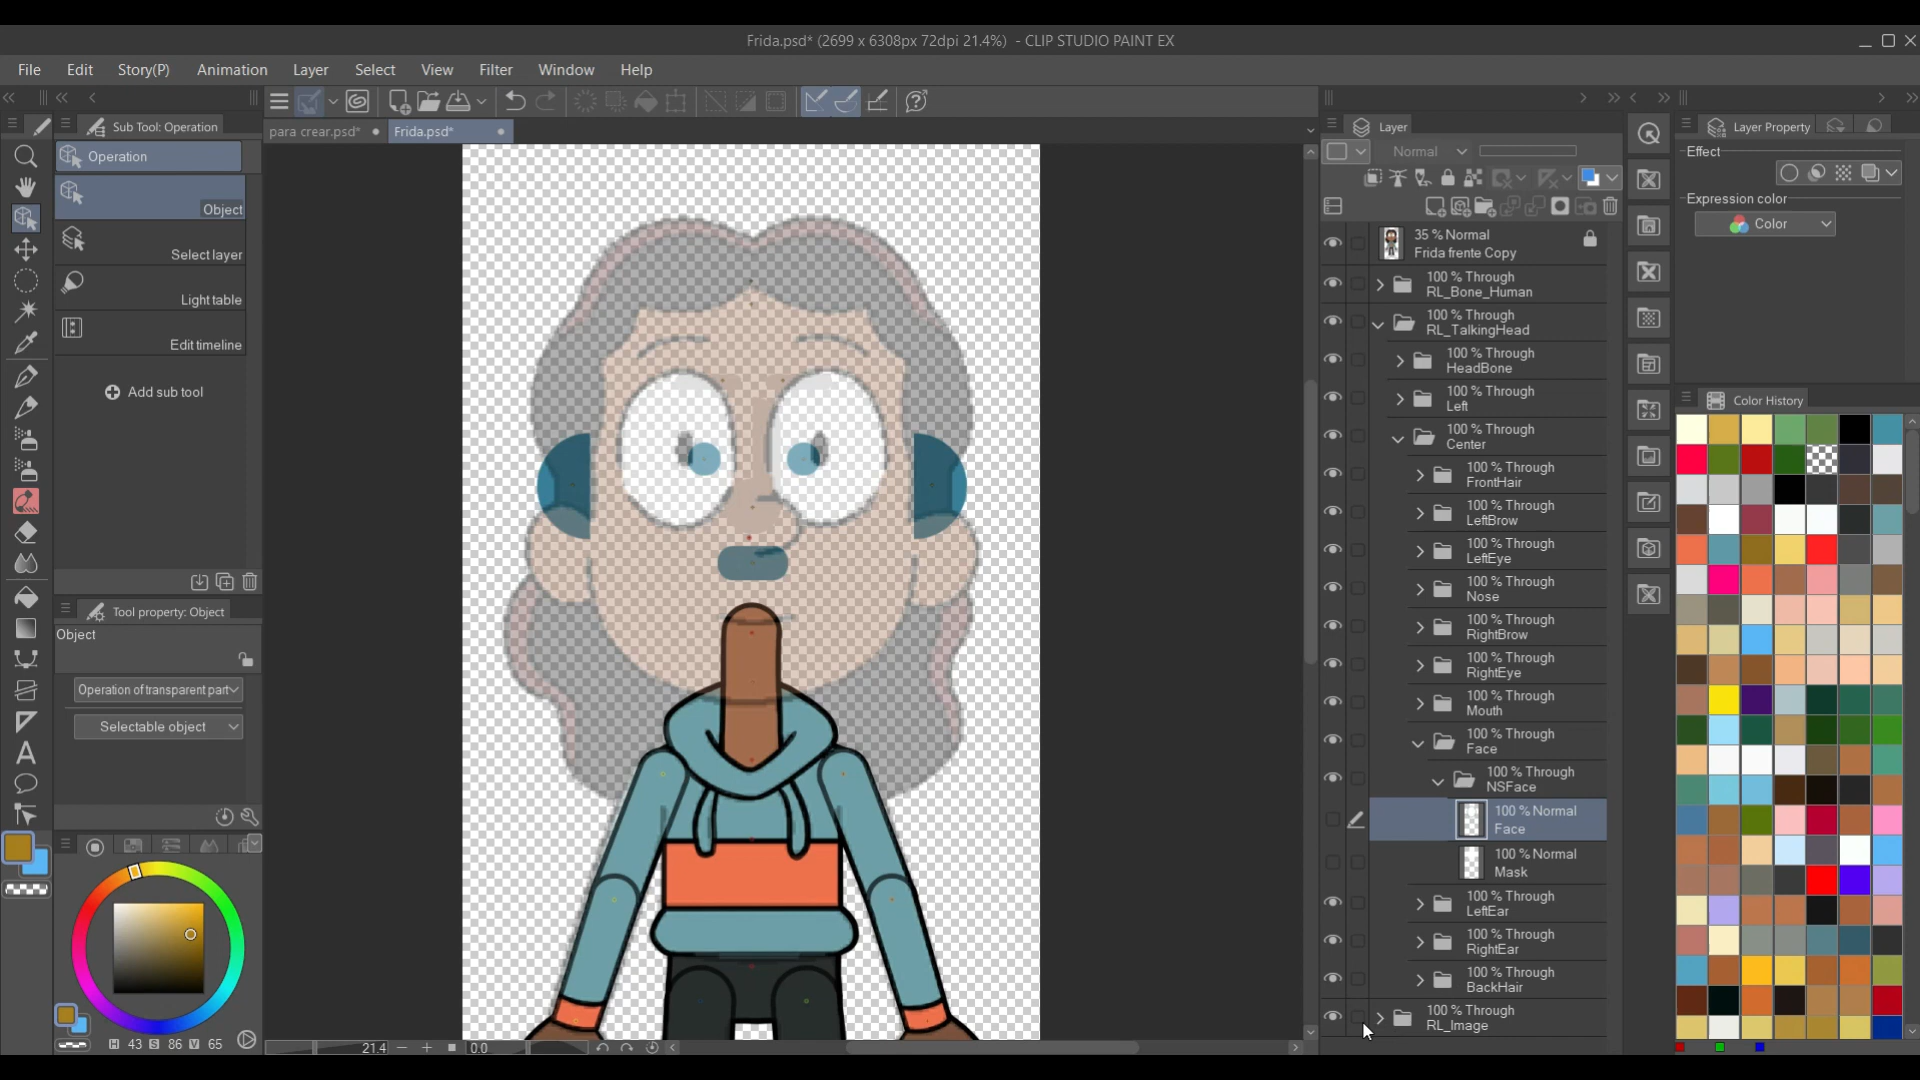 Frida.psd* (2699 x 6308px 72dpi 21.4%)  - CLIP STUDIO PAINT EX
File Edit Story(P) Animation Layer Select View Filter Window Help
para crear.psd* Frida.psd*
Sub Tool: Operation
Operation
Object
Select layer
Light table
Edit timeline
Add sub tool
Tool property: Object
Object
Operation of transparent part
Selectable object
H 43 S 86 V 65
21.4
0.0
Layer
Normal
35 % Normal
Frida frente Copy
100 % Through
RL_Bone_Human
100 % Through
RL_TalkingHead
100 % Through
HeadBone
100 % Through
Left
100 % Through
Center
100 % Through
FrontHair
100 % Through
LeftBrow
100 % Through
LeftEye
100 % Through
Nose
100 % Through
RightBrow
100 % Through
RightEye
100 % Through
Mouth
100 % Through
Face
100 % Through
NSFace
100 % Normal
Face
100 % Normal
Mask
100 % Through
LeftEar
100 % Through
RightEar
100 % Through
BackHair
100 % Through
RL_Image
Layer Property
Effect
Expression color
Color
Color History